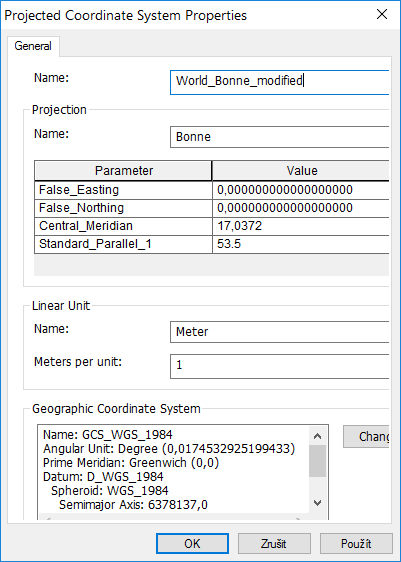 Projected Coordinate System Properties
General
Name: World_Bonne_modified
Projection
Name: Bonne
Parameter Value
False_Easting 0,000000000000000000
False_Northing 0,000000000000000000
Central_Meridian 17,0372
Standard_Parallel_1 53.5
Linear Unit
Name: Meter
Meters per unit: 1
Geographic Coordinate System
Name: GCS_WGS_1984
Angular Unit: Degree (0,0174532925199433)
Prime Meridian: Greenwich (0,0)
Datum: D_WGS_1984
Spheroid: WGS_1984
Semimajor Axis: 6378137,0
Chang
OK Zrušit Použít